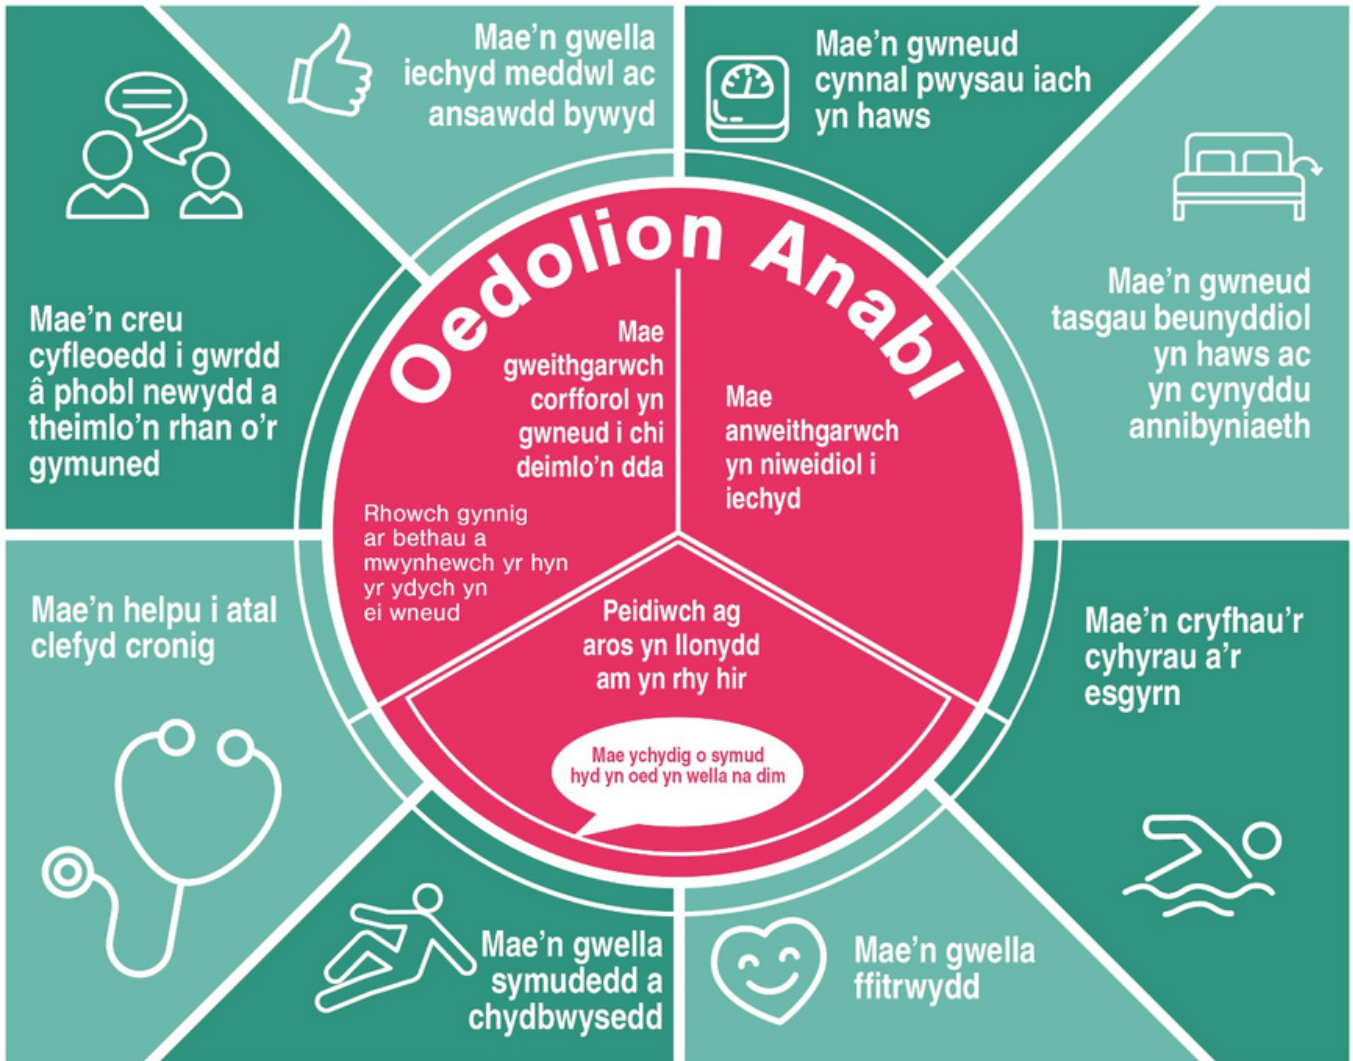 Mae'n gwella
iechyd meddwl ac
ansawdd bywyd
Mae'n gwneud
cynnal pwysau iach
yn haws
Mae'n gwneud
tasgau beunyddiol
yn haws ac
yn cynyddu
annibyniaeth
Mae'n cryfhau'r
cyhyrau a'r
esgyrn
Mae'n gwella
ffitrwydd
Mae'n gwella
symudedd a
chydbwysedd
Mae'n helpu i atal
clefyd cronig
Mae'n creu
cyfleoedd i gwrdd
â phobl newydd a
theimlo'n rhan o'r
gymuned
Oedolion Anabl
Mae
gweithgarwch
corfforol yn
gwneud i chi
deimlo'n dda
Rhowch gynnig
ar bethau a
mwynhewch yr hyn
yr ydych yn
ei wneud
Mae
anweithgarwch
yn niweidiol i
iechyd
Peidiwch ag
aros yn llonydd
am yn rhy hir
Mae ychydig o symud
hyd yn oed yn wella na dim